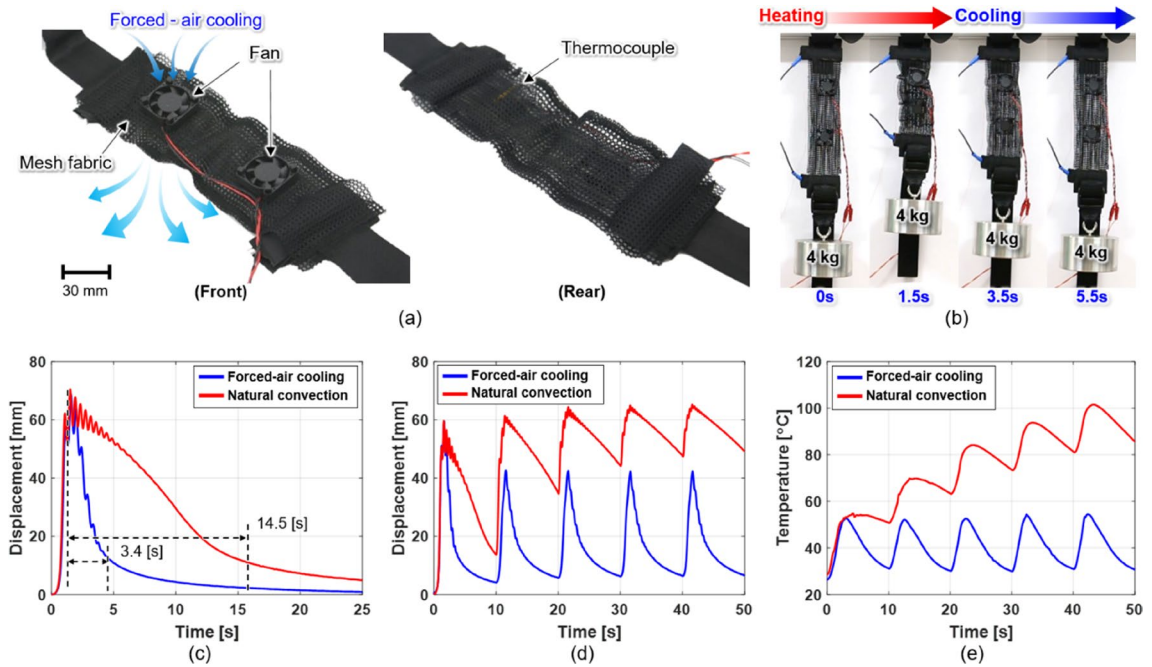 Forced - air cooling
Fan
Mesh fabric
30 mm
(Front)
Thermocouple
(Rear)
(a)
Heating
Cooling
4 kg
4 kg
4 kg
4 kg
0s
1.5s
3.5s
5.5s
(b)
80
60
40
20
0
Displacement [mm]
Forced-air cooling
Natural convection
14.5 [s]
3.4 [s]
0 5 10 15 20 25
Time [s]
(c)
80
60
40
20
0
Displacement [mm]
Forced-air cooling
Natural convection
0 10 20 30 40 50
Time [s]
(d)
120
100
80
60
40
20
Temperature [°C]
Forced-air cooling
Natural convection
0 10 20 30 40 50
Time [s]
(e)